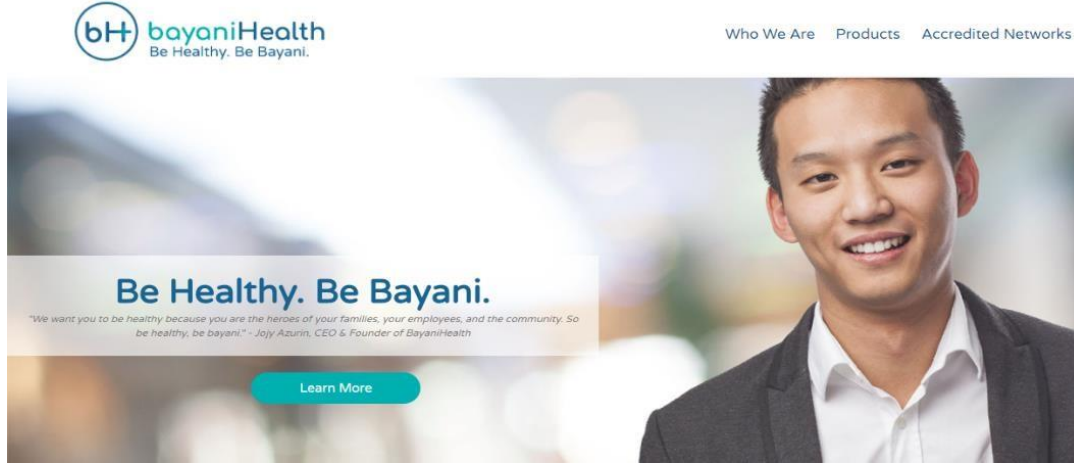 bH bayaniHealth
Be Healthy. Be Bayani.
Who We Are Products Accredited Networks
Be Healthy. Be Bayani.
"We want you to be healthy because you are the heroes of your families, your employees, and the community. So
be healthy, be bayani." - Jojy Azurin, CEO & Founder of BayaniHealth
Learn More